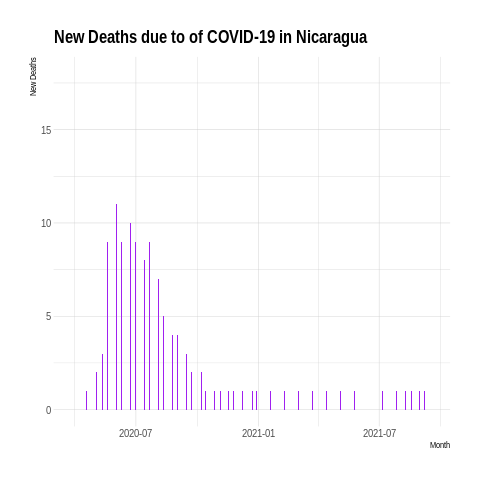 New Deaths due to of COVID-19 in Nicaragua
New Deaths
15
10
5
0
2020-07
2021-01
2021-07
Month